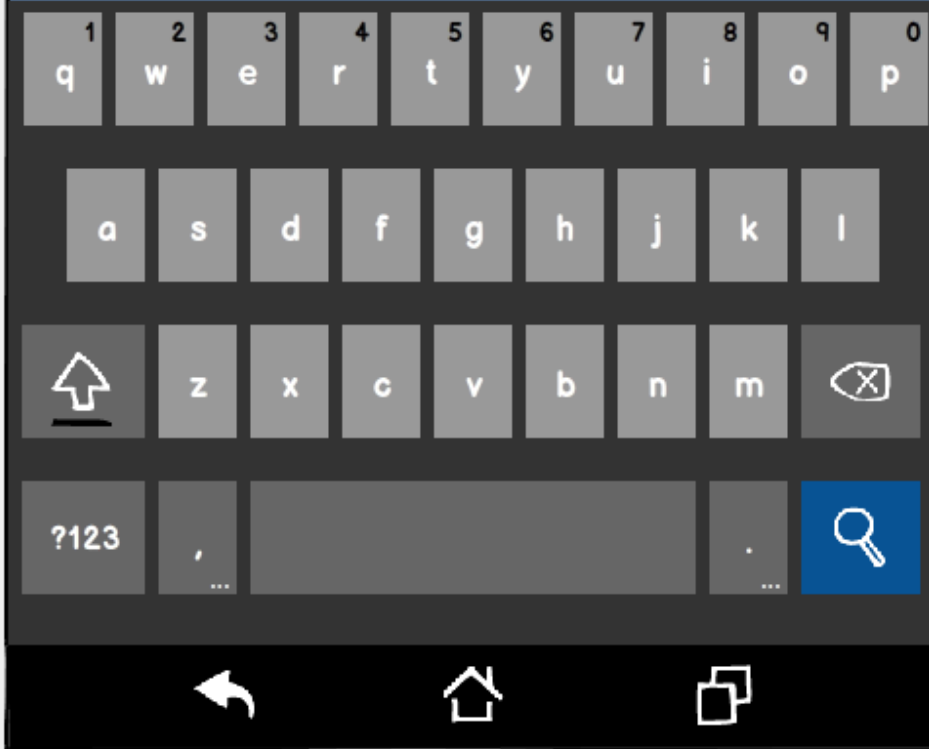 1 2 3 4 5 6 7 8 9 0
q w e r t y u i o p
a s d f g h j k l
z x c v b n m
?123 , ... . ...